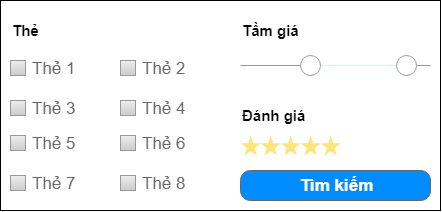 Thẻ
Thẻ 1 Thẻ 2
Thẻ 3 Thẻ 4
Thẻ 5 Thẻ 6
Thẻ 7 Thẻ 8
Tầm giá
Đánh giá
Tìm kiếm